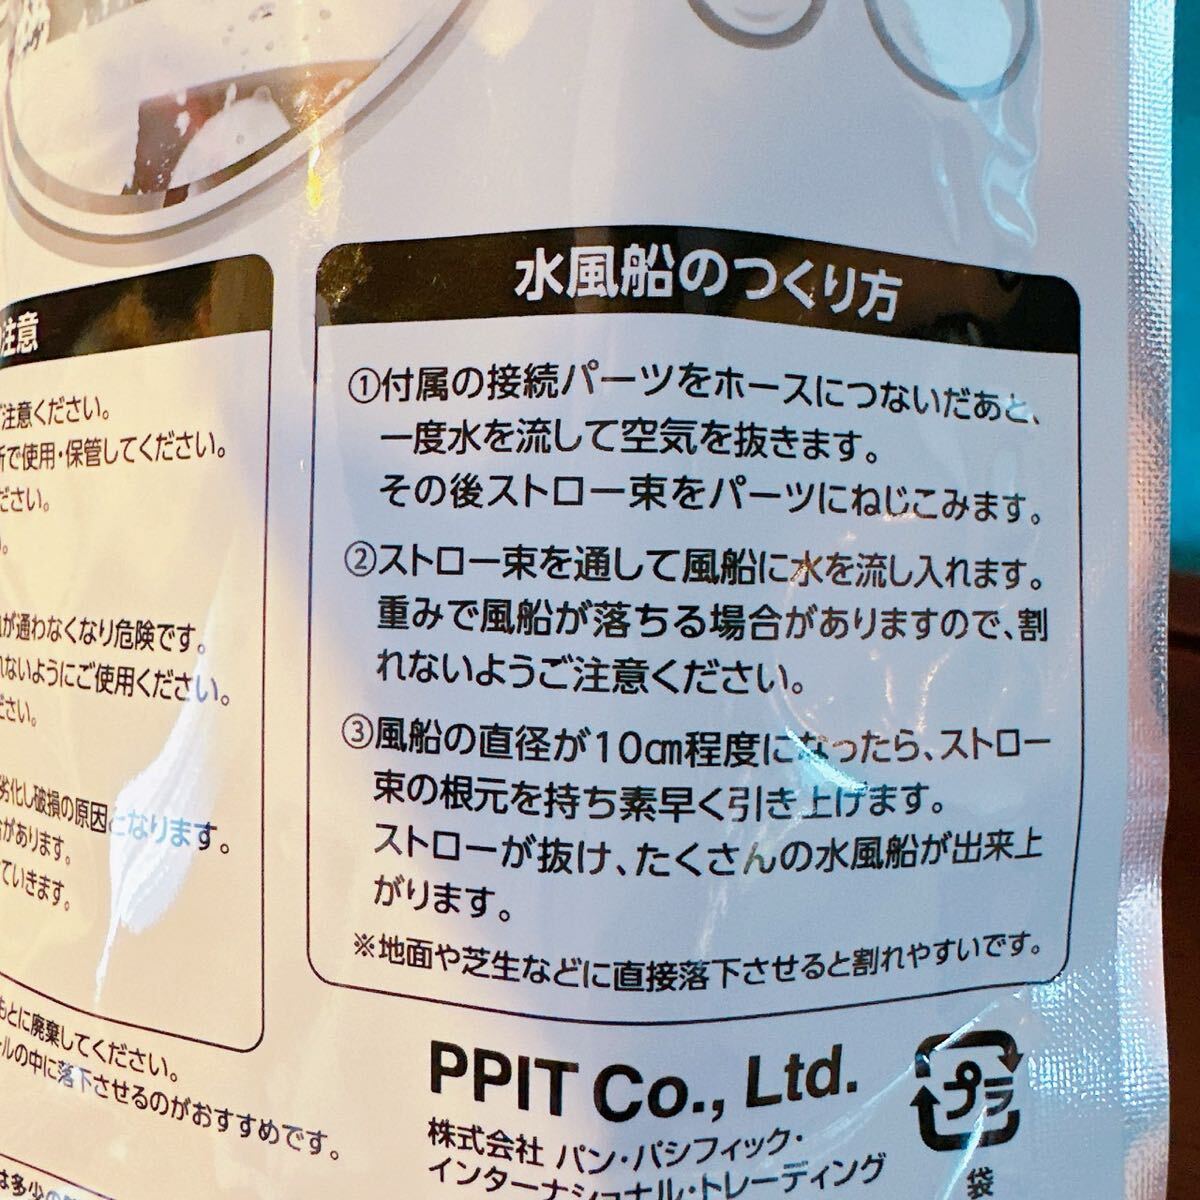 注意
ご注意ください。
所で使用・保管してください。
ださい。
い。
が通わなくなり危険です。
れないようにご使用ください。
ださい。
劣化し破損の原因となります。
があります。
ていきます。
もとに廃棄してください。
ールの中に落下させるのがおすすめです。
は多少の
水風船のつくり方
①付属の接続パーツをホースにつないだあと、
一度水を流して空気を抜きます。
その後ストロー束をパーツにねじこみます。
②ストロー束を通して風船に水を流し入れます。
重みで風船が落ちる場合がありますので、割
れないようご注意ください。
③風船の直径が10㎝程度になったら、ストロー
束の根元を持ち素早く引き上げます。
ストローが抜け、たくさんの水風船が出来上
がります。
※地面や芝生などに直接落下させると割れやすいです。
PPIT Co., Ltd.
株式会社 パン・パシフィック・
インターナショナル・トレーディング
プラ
袋